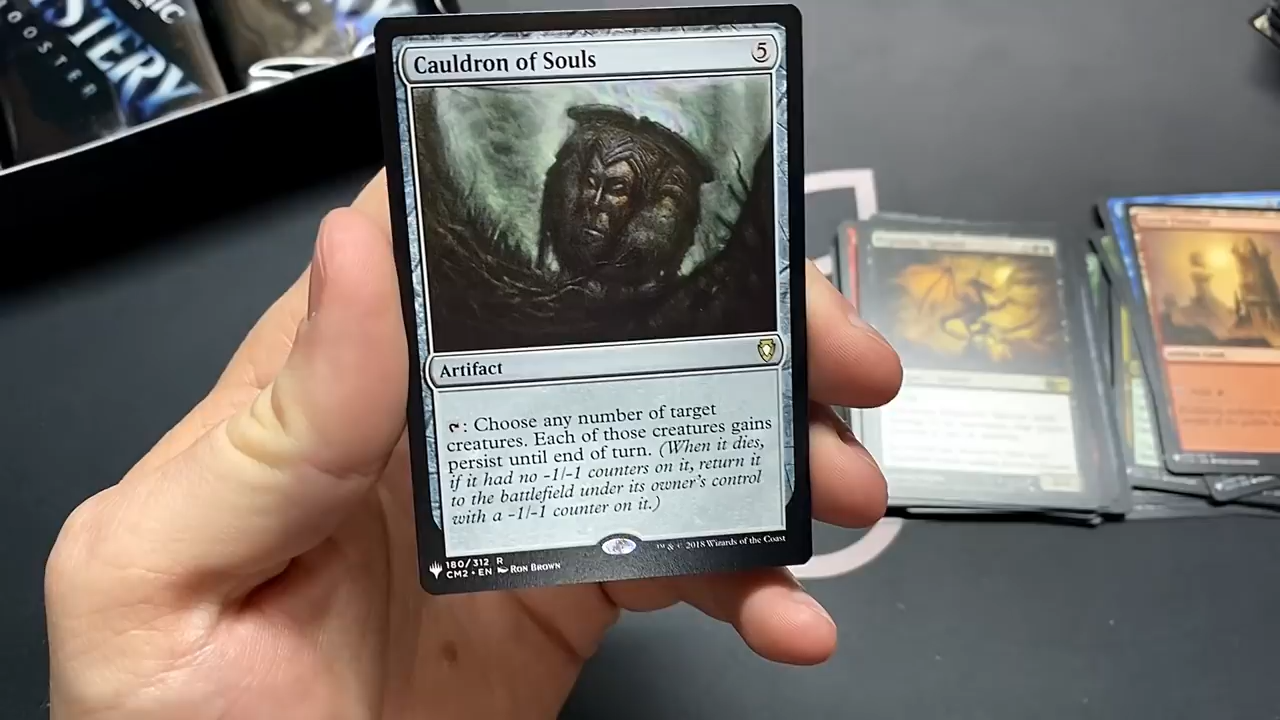 OOSTER
STERY
Cauldron of Souls
5
Artifact
: Choose any number of target
creatures. Each of those creatures gains
persist until end of turn. (When it dies,
if it had no -1/-1 counters on it, return it
to the battlefield under its owner's control
with a -1/-1 counter on it.)
180/312 R
CM2 • EN Ron Brown
™ & © 2018 Wizards of the Coast